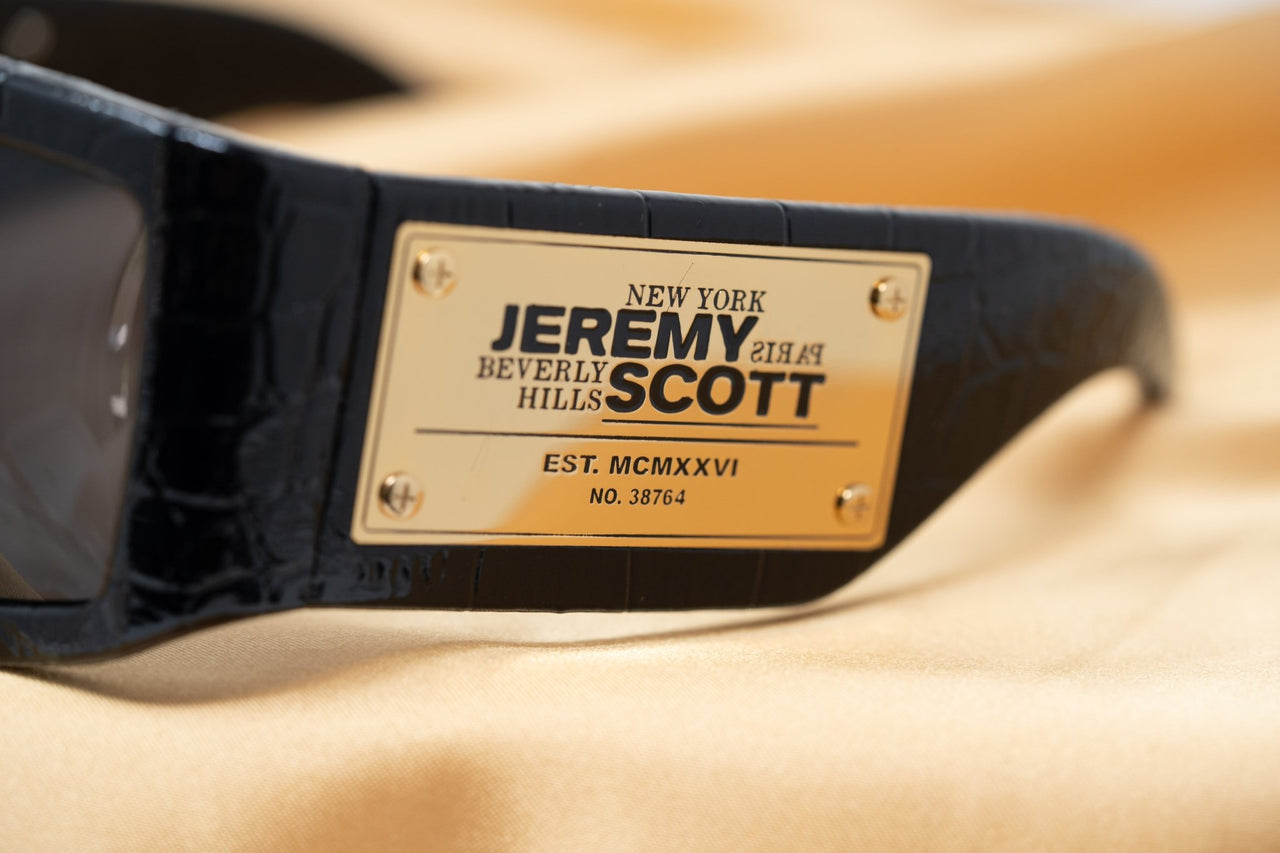 NEW YORK
JEREMY
PARIS
BEVERLY
HILLS
SCOTT
EST. MCMXXVI
NO. 38764